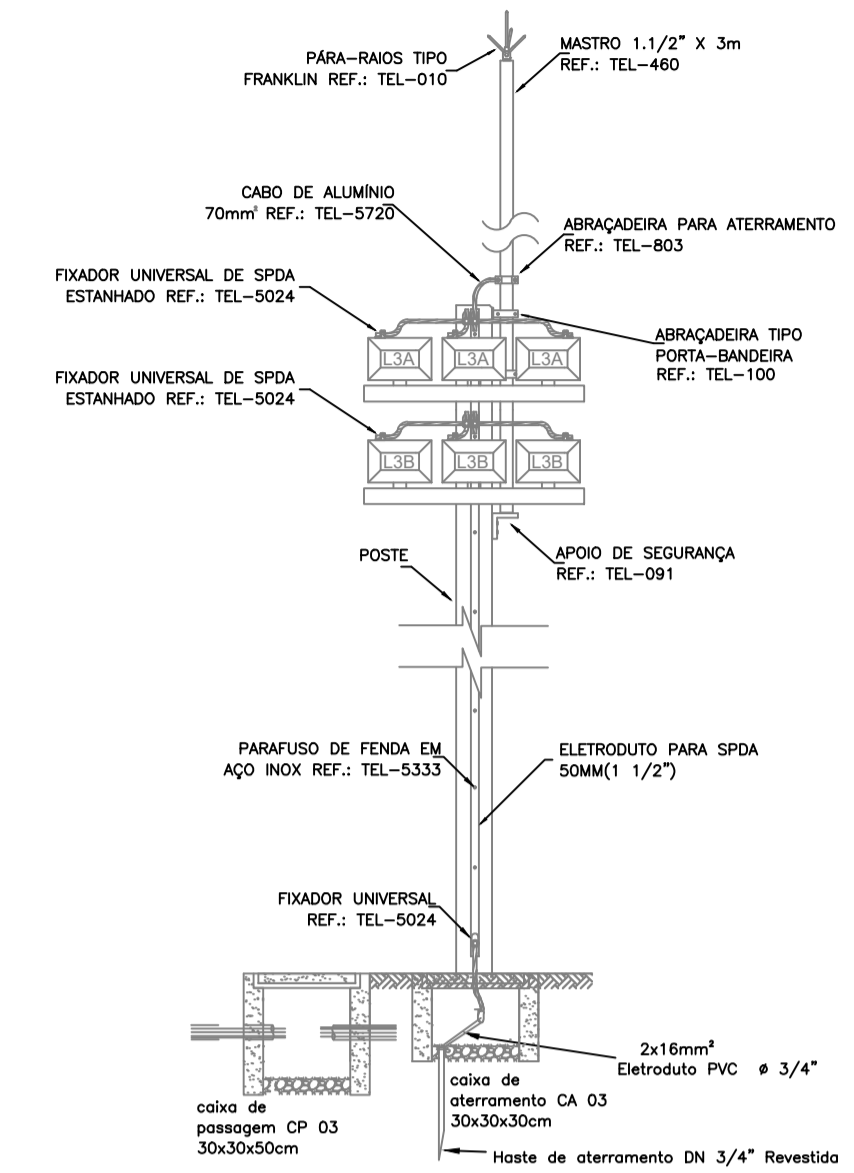 PÁRA-RAIOS TIPO
FRANKLIN REF.: TEL-010
MASTRO 1.1/2" X 3m
REF.: TEL-460
CABO DE ALUMÍNIO
70mm² REF.: TEL-5720
ABRAÇADEIRA PARA ATERRAMENTO
REF.: TEL-803
FIXADOR UNIVERSAL DE SPDA
ESTANHADO REF.: TEL-5024
ABRAÇADEIRA TIPO
PORTA-BANDEIRA
REF.: TEL-100
L3A L3A L3A
FIXADOR UNIVERSAL DE SPDA
ESTANHADO REF.: TEL-5024
L3B L3B L3B
POSTE
APOIO DE SEGURANÇA
REF.: TEL-091
PARAFUSO DE FENDA EM
AÇO INOX REF.: TEL-5333
ELETRODUTO PARA SPDA
50MM(1 1/2")
FIXADOR UNIVERSAL
REF.: TEL-5024
2x16mm²
Eletroduto PVC ø 3/4"
caixa de
passagem CP 03
30x30x50cm
caixa de
aterramento CA 03
30x30x30cm
Haste de aterramento DN 3/4" Revestida